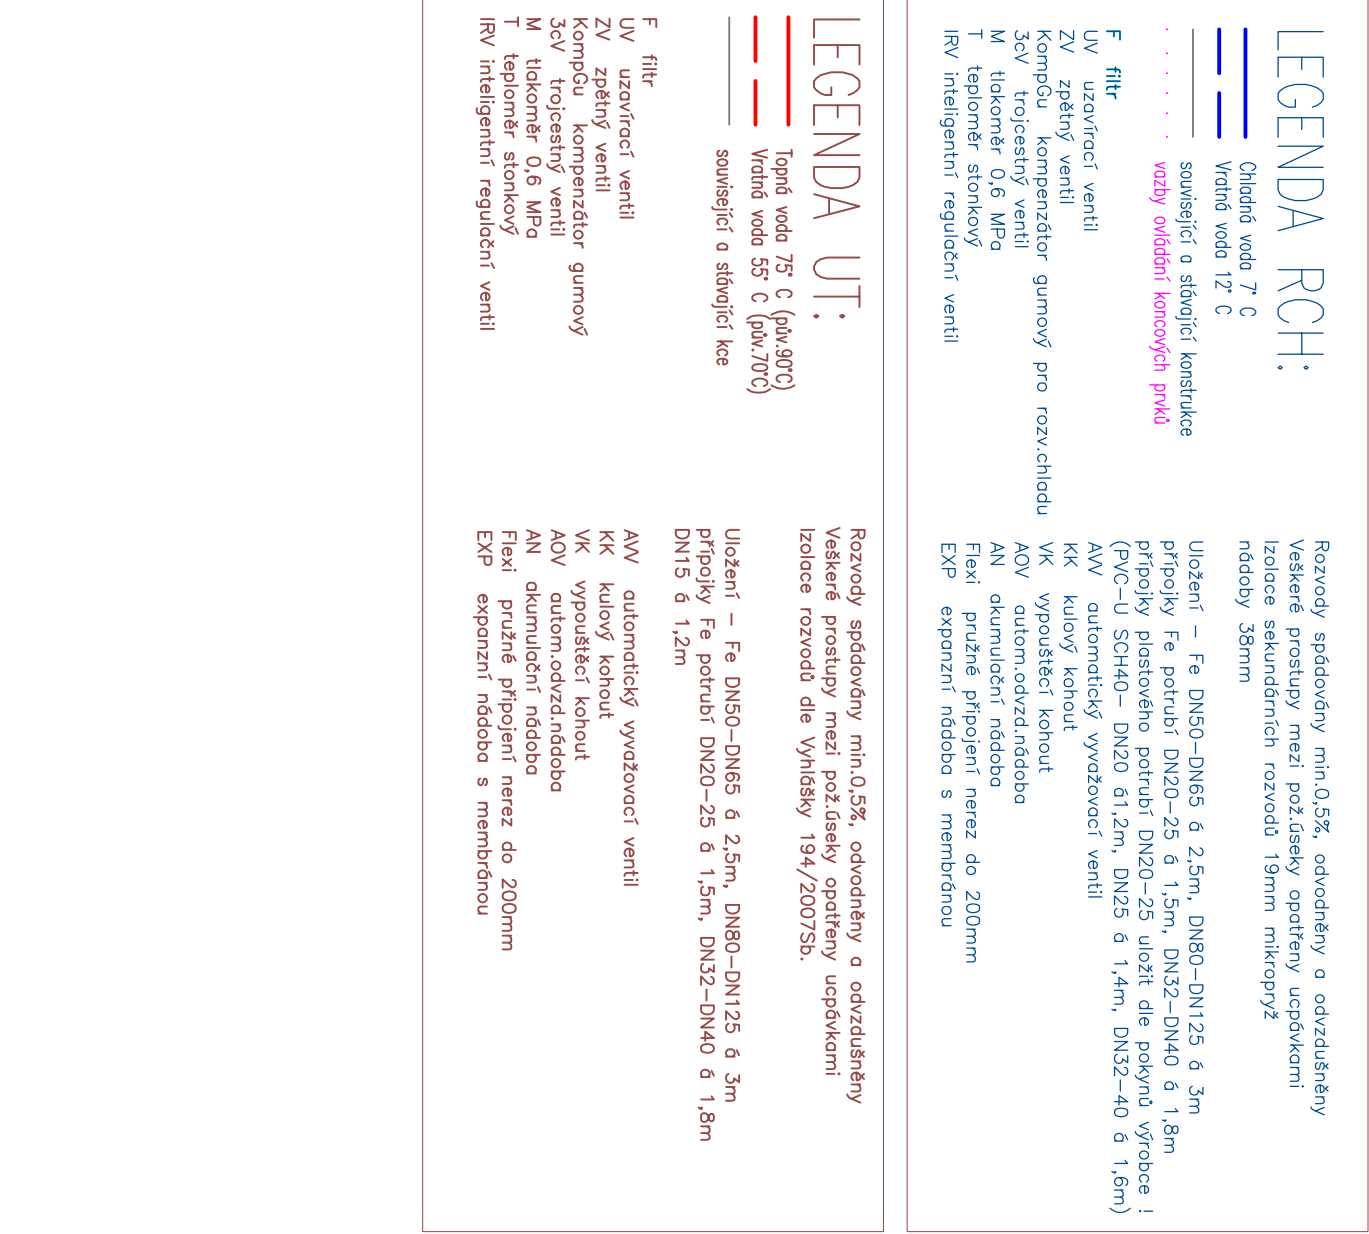 LEGENDA RCH:
Chladná voda 7° C
Vratná voda 12° C
související a stávající konstrukce
vazby ovládání koncových prvků
F filtr
UV uzavírací ventil
ZV zpětný ventil
KompGu kompenzátor gumový pro rozv.chladu
3cV trojcestný ventil
M tlakoměr 0,6 MPa
T teploměr stonkový
IRV inteligentní regulační ventil
Rozvody spádovány min.0,5%, odvodněny a odvzdušněny
Veškeré prostupy mezi pož.úseky opatřeny ucpávkami
Izolace sekundárních rozvodů 19mm mikropryž
nádoby 38mm
Uložení – Fe DN50–DN65 á 2,5m, DN80–DN125 á 3m
přípojky Fe potrubí DN20–25 á 1,5m, DN32–DN40 á 1,8m
přípojky plastového potrubí DN20–25 uložit dle pokynů výrobce !
(PVC–U SCH40– DN20 á1,2m, DN25 á 1,4m, DN32–40 á 1,6m)
AVV automatický vyvažovací ventil
KK kulový kohout
VK vypouštěcí kohout
AOV autom.odvzd.nádoba
AN akumulační nádoba
Flexi pružné připojení nerez do 200mm
EXP expanzní nádoba s membránou
LEGENDA UT:
Topná voda 75° C (pův.90°C)
Vratná voda 55° C (pův.70°C)
související a stávající kce
F filtr
UV uzavírací ventil
ZV zpětný ventil
KompGu kompenzátor gumový
3cV trojcestný ventil
M tlakoměr 0,6 MPa
T teploměr stonkový
IRV inteligentní regulační ventil
Rozvody spádovány min.0,5%, odvodněny a odvzdušněny
Veškeré prostupy mezi pož.úseky opatřeny ucpávkami
Izolace rozvodů dle Vyhlášky 194/2007Sb.
Uložení – Fe DN50–DN65 á 2,5m, DN80–DN125 á 3m
přípojky Fe potrubí DN20–25 á 1,5m, DN32–DN40 á 1,8m
DN15 á 1,2m
AVV automatický vyvažovací ventil
KK kulový kohout
VK vypouštěcí kohout
AOV autom.odvzd.nádoba
AN akumulační nádoba
Flexi pružné připojení nerez do 200mm
EXP expanzní nádoba s membránou